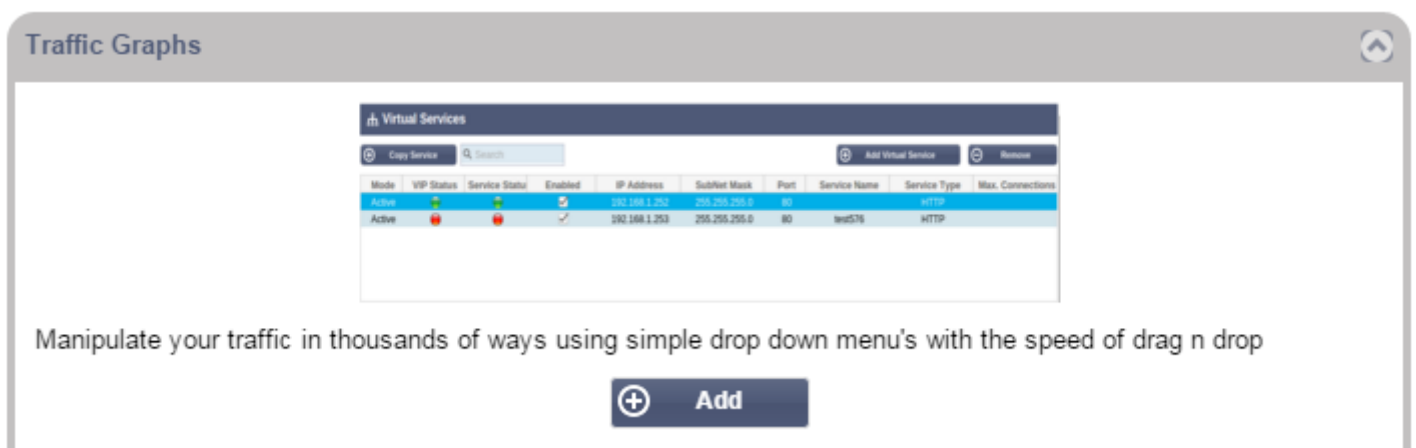 Traffic Graphs
Virtual Services
Copy Service Search Add Virtual Service Remove
Mode VIP Status Service Statu Enabled IP Address SubNet Mask Port Service Name Service Type Max. Connections
Active 192.168.1.252 255.255.255.0 80 HTTP
Active 192.168.1.253 255.255.255.0 80 test576 HTTP
Manipulate your traffic in thousands of ways using simple drop down menu's with the speed of drag n drop
Add